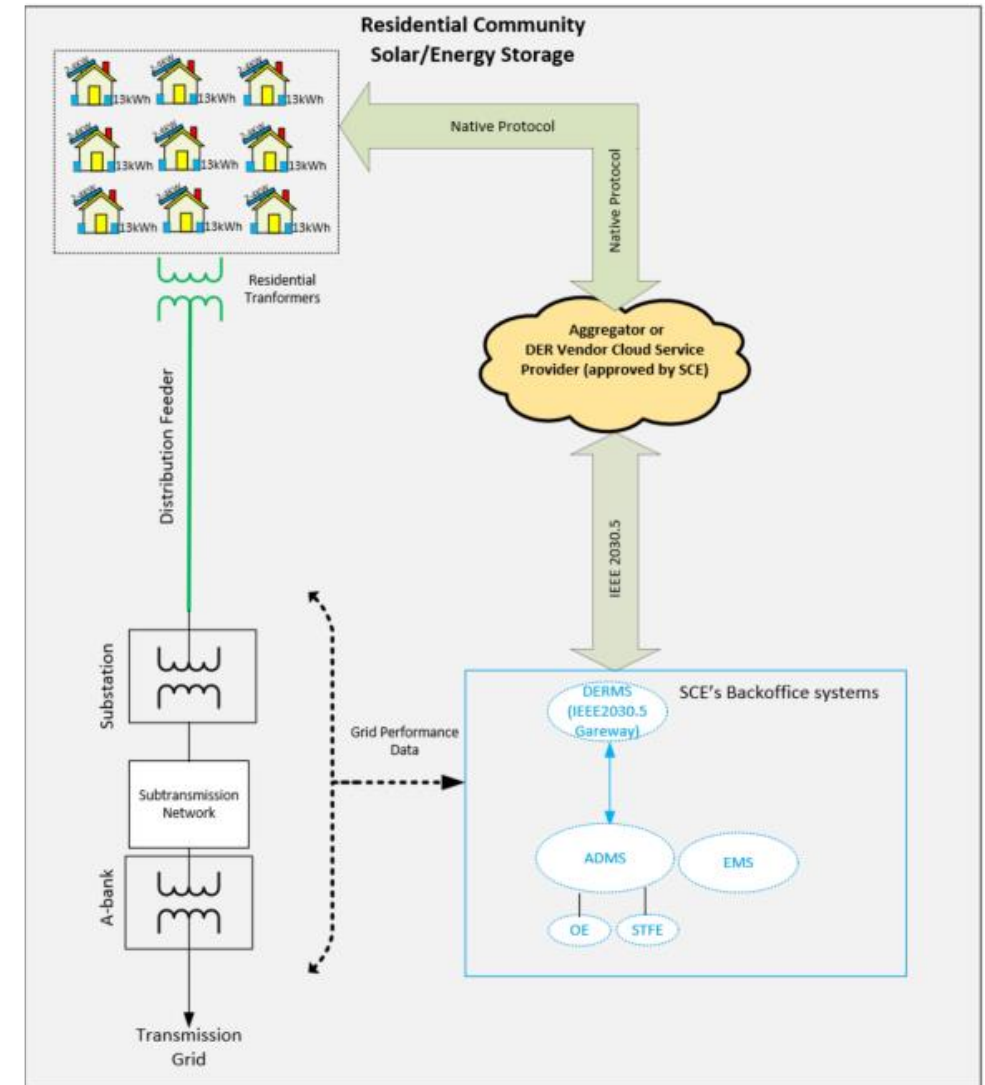 Residential Community
Solar/Energy Storage
13kWh
13kWh
13kWh
13kWh
13kWh
13kWh
13kWh
13kWh
13kWh
Native Protocol
Native Protocol
Residential
Tranformers
Aggregator or
DER Vendor Cloud Service
Provider (approved by SCE)
Distribution Feeder
IEEE 2030.5
Substation
SCE's Backoffice systems
DERMS
(IEEE2030.5
Gareway)
Grid Performance
Data
Subtransmission
Network
ADMS
EMS
A-bank
OE
STFE
Transmission
Grid